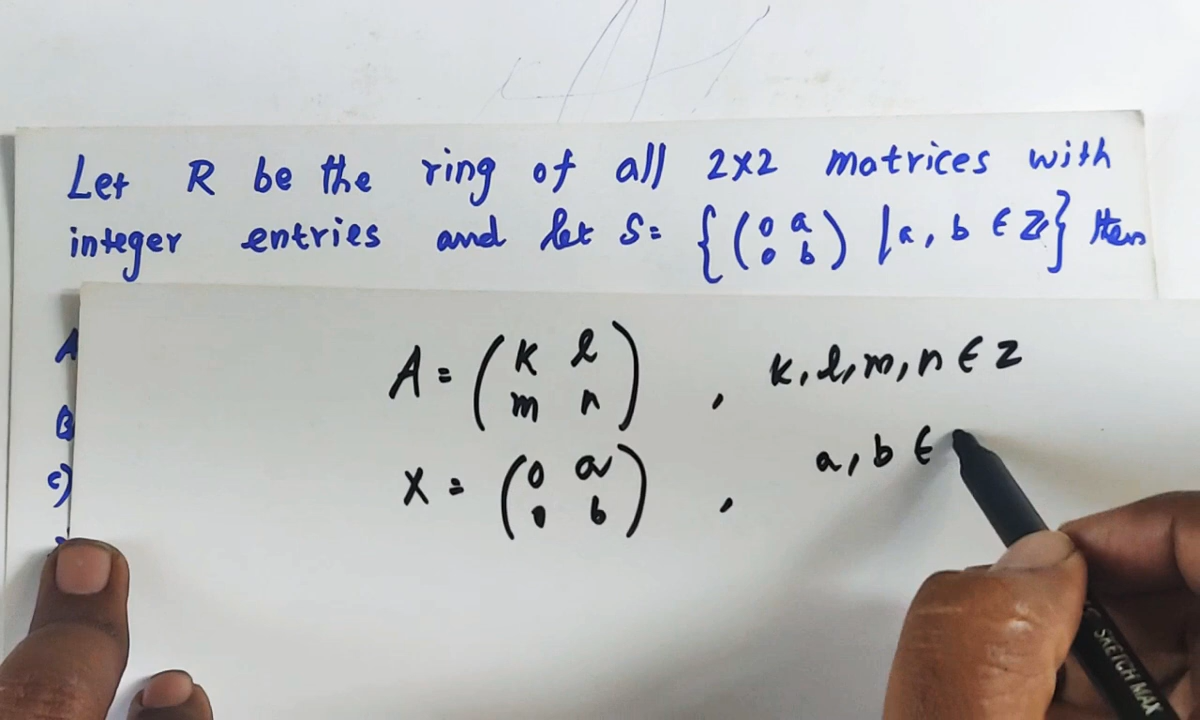 Let R be the ring of all 2x2 matrices with
integer entries and let S = { ( 0 a ) | a, b ∈ Z } then
0 b
A
B
c)
A = ( k l ) , k, l, m, n ∈ Z
m n
X = ( 0 a ) , a, b ∈
0 b
SKETCH MAX